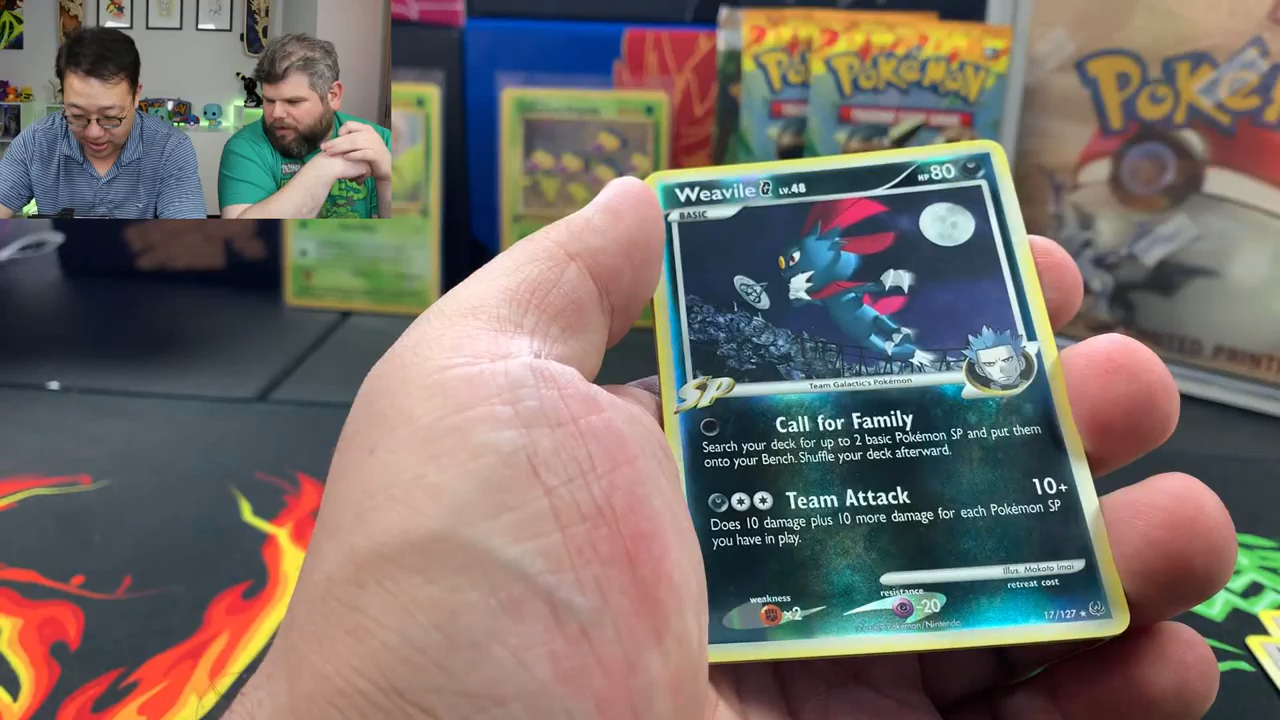 Pokémon
Poké
Weavile G LV.48
HP 80
BASIC
Team Galactic's Pokémon
SP
Call for Family
Search your deck for up to 2 basic Pokémon SP and put them
onto your Bench. Shuffle your deck afterward.
Team Attack 10+
Does 10 damage plus 10 more damage for each Pokémon SP
you have in play.
Illus. Makoto Imai
weakness resistance retreat cost
×2 -20
17/127